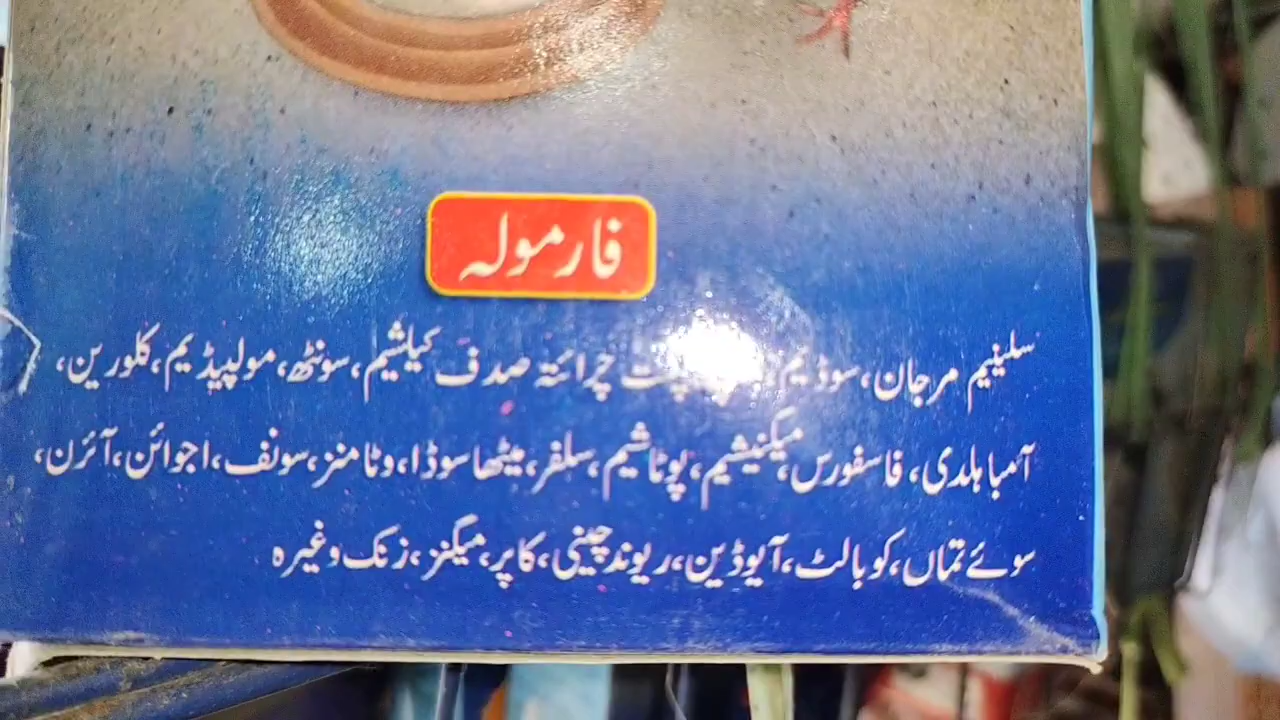 فارمولہ
سلینیم مرجان، سوڈیم چرائتہ صدف کیلشیم، سونٹھ، مولپیڈیم، کلورین،
آمبا ہلدی، فاسفورس، میگنیشیم، پوٹاشیم، سلفر، میٹھا سوڈا، وٹامنز، سونف، اجوائن، آئرن،
سوئے تماں، کوبالٹ، آیوڈین، ریوند چینی، کاپر، میگنز، زنک وغیرہ